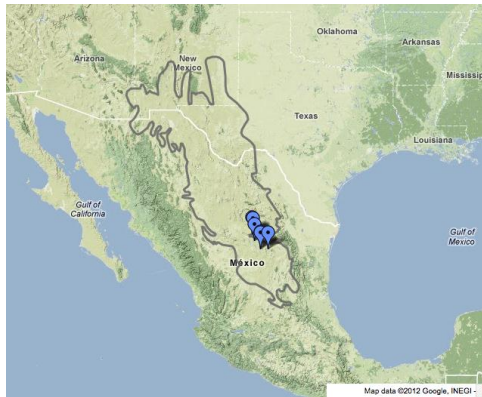 Oklahoma
Arkansas
Arizona
New
Mexico
Mississip
Texas
Louisiana
Gulf of
California
Gulf of
Mexico
México
Map data ©2012 Google, INEGI -